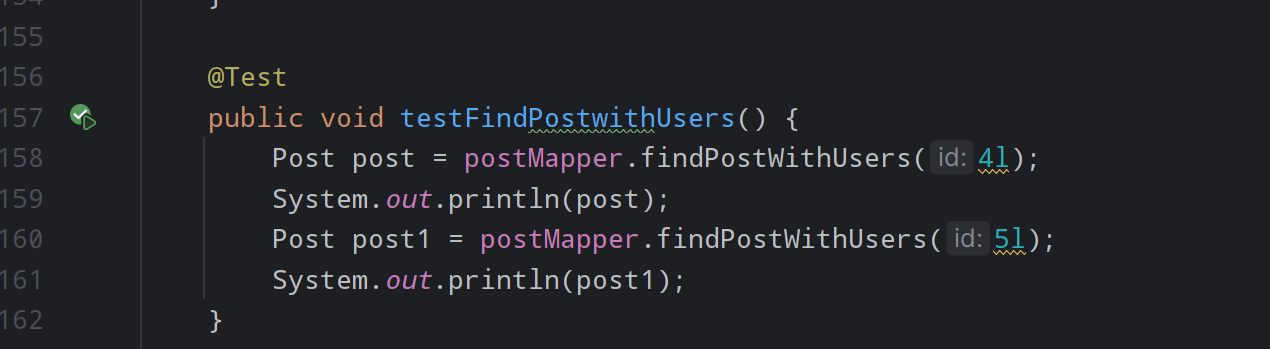 154 }
155
156 @Test
157 public void testFindPostwithUsers() {
158 Post post = postMapper.findPostWithUsers( id: 4l);
159 System.out.println(post);
160 Post post1 = postMapper.findPostWithUsers( id: 5l);
161 System.out.println(post1);
162 }